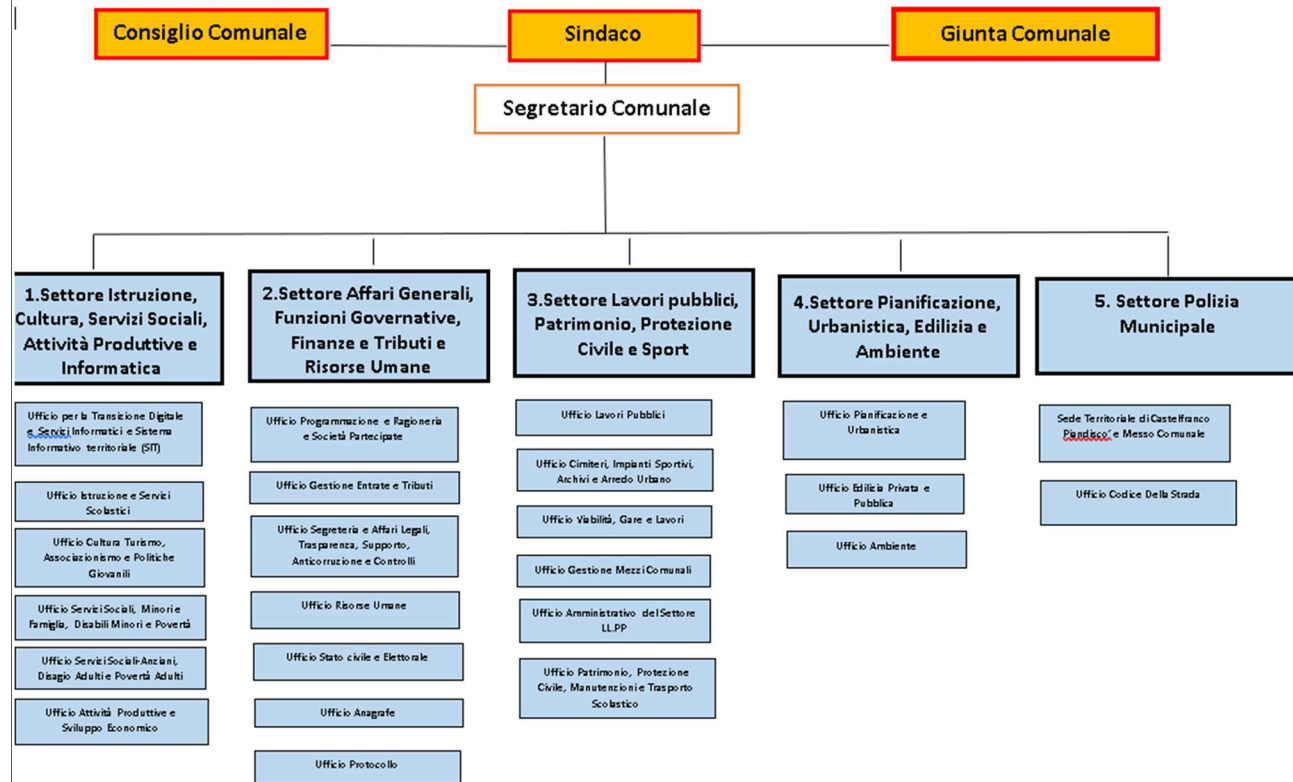 Consiglio Comunale
Sindaco
Giunta Comunale
Segretario Comunale
1.Settore Istruzione,
Cultura, Servizi Sociali,
Attività Produttive e
Informatica
Ufficio per la Transizione Digitale
e Servizi Informatici e Sistema
Informativo territoriale (SIT)
Ufficio Istruzione e Servizi
Scolastici
Ufficio Cultura Turismo,
Associazionismo e Politiche
Giovanili
Ufficio Servizi Sociali, Minori e
Famiglia, Disabili Minori e Povertà
Ufficio Servizi Sociali-Anziani,
Disagio Adulti e Povertà Adulti
Ufficio Attività Produttive e
Sviluppo Economico
2.Settore Affari Generali,
Funzioni Governative,
Finanze e Tributi e
Risorse Umane
Ufficio Programmazione e Ragioneria
e Società Partecipate
Ufficio Gestione Entrate e Tributi
Ufficio Segreteria e Affari Legali,
Trasparenza, Supporto,
Anticorruzione e Controlli
Ufficio Risorse Umane
Ufficio Stato civile e Elettorale
Ufficio Anagrafe
Ufficio Protocollo
3.Settore Lavori pubblici,
Patrimonio, Protezione
Civile e Sport
Ufficio Lavori Pubblici
Ufficio Cimiteri, Impianti Sportivi,
Archivi e Arredo Urbano
Ufficio Viabilità, Gare e Lavori
Ufficio Gestione Mezzi Comunali
Ufficio Amministrativo del Settore
LL.PP
Ufficio Patrimonio, Protezione
Civile, Manutenzioni e Trasporto
Scolastico
4.Settore Pianificazione,
Urbanistica, Edilizia e
Ambiente
Ufficio Pianificazione e
Urbanistica
Ufficio Edilizia Privata e
Pubblica
Ufficio Ambiente
5. Settore Polizia
Municipale
Sede Territoriale di Castelfranco
Piandisco' e Messo Comunale
Ufficio Codice Della Strada